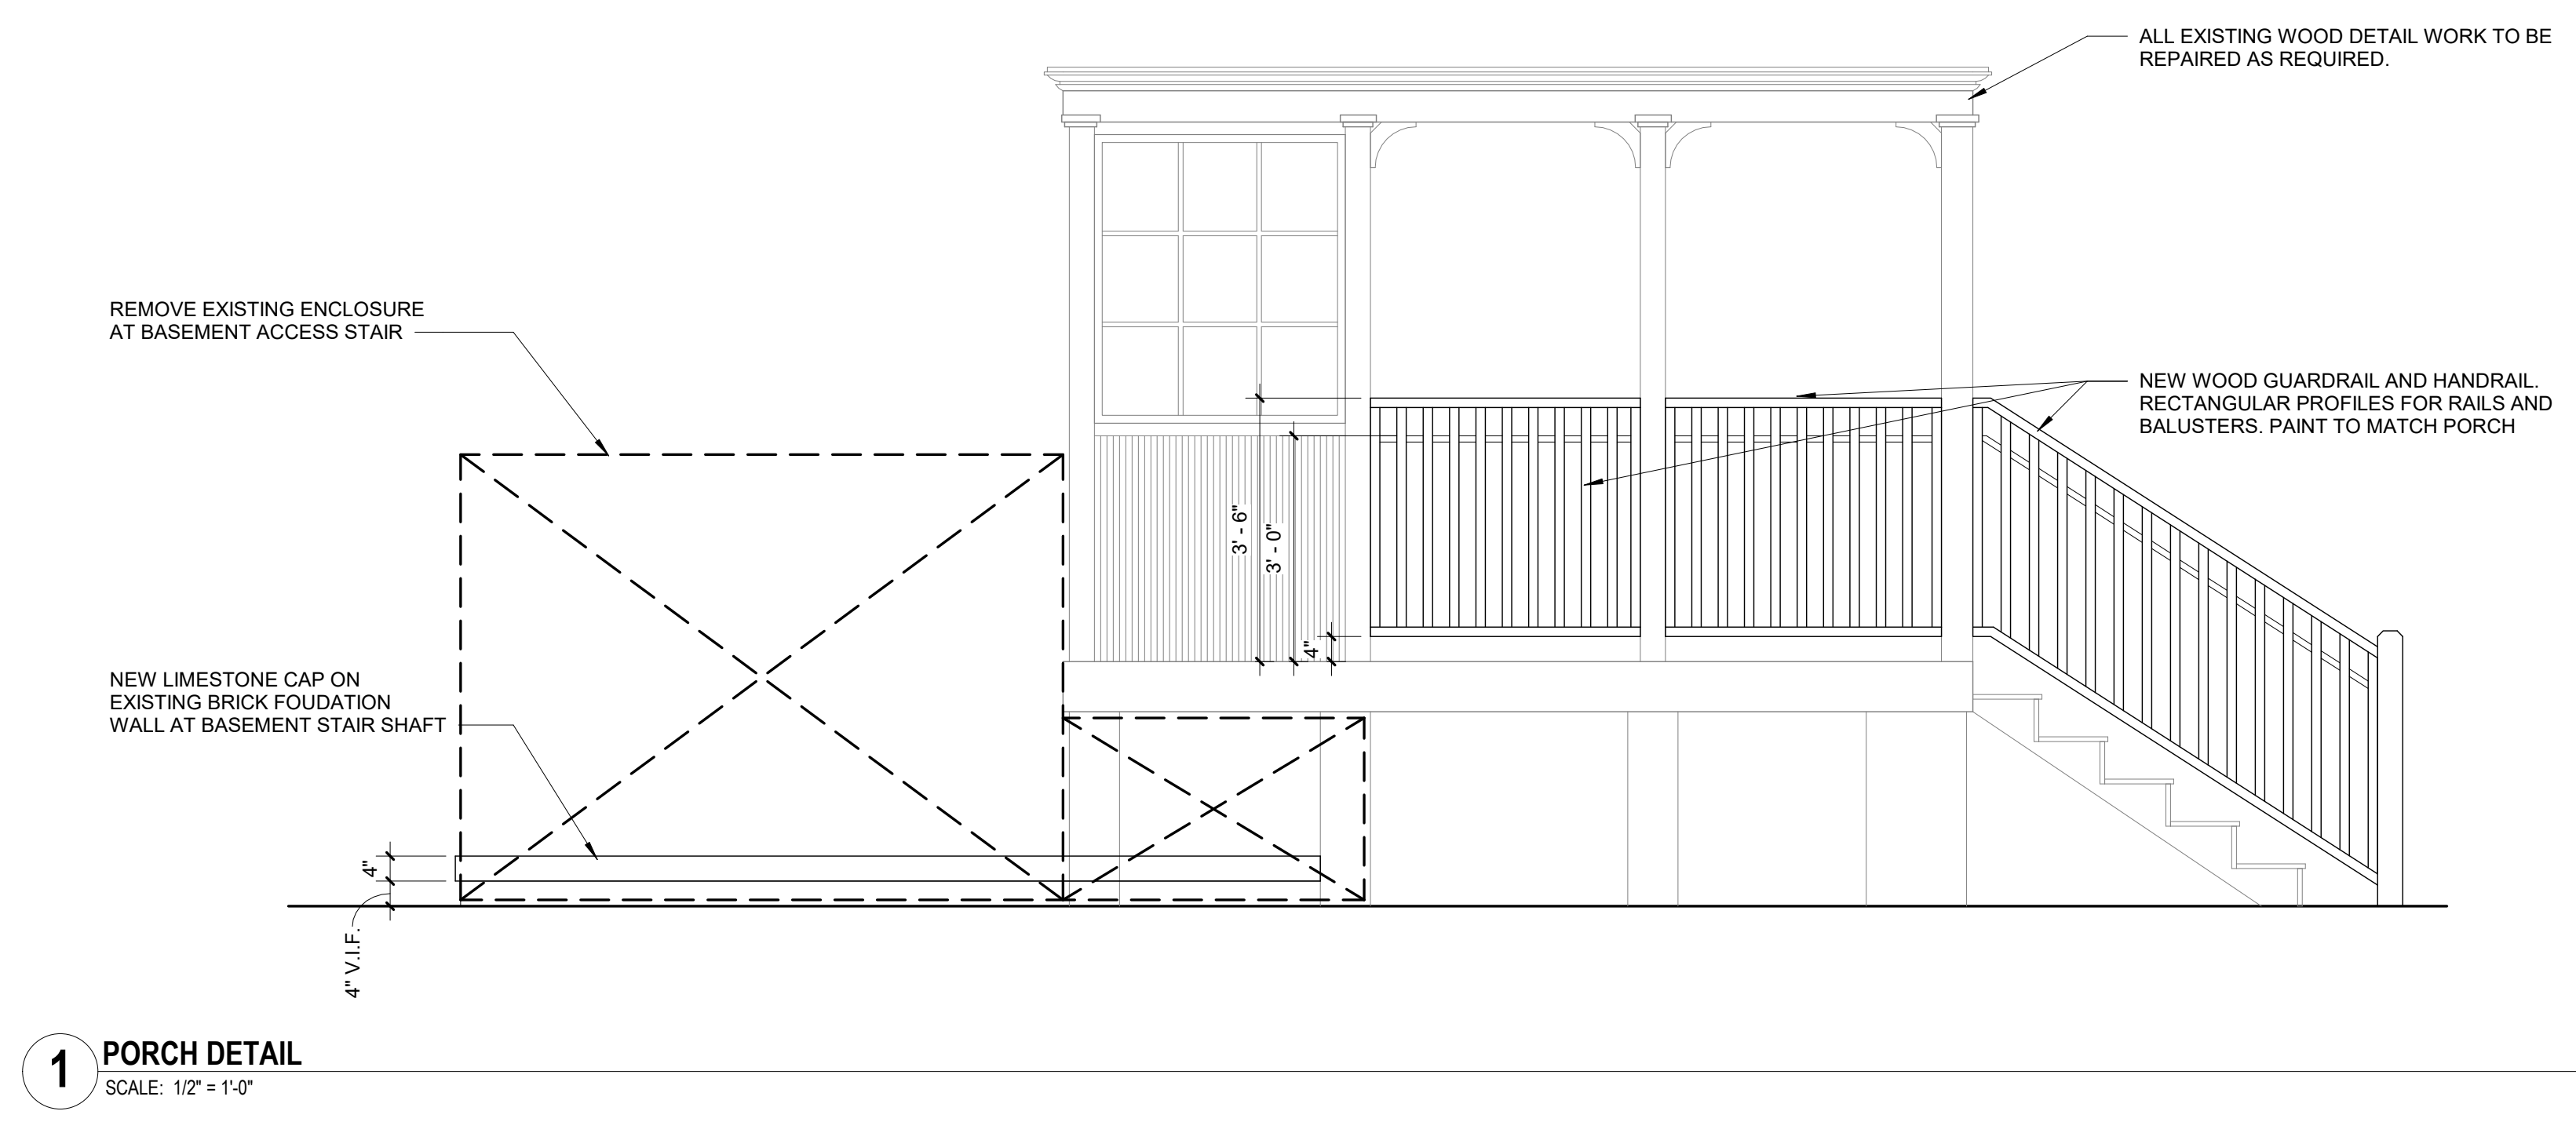 ALL EXISTING WOOD DETAIL WORK TO BE
REPAIRED AS REQUIRED.
REMOVE EXISTING ENCLOSURE
AT BASEMENT ACCESS STAIR
NEW WOOD GUARDRAIL AND HANDRAIL.
RECTANGULAR PROFILES FOR RAILS AND
BALUSTERS. PAINT TO MATCH PORCH
3' - 6"
3' - 0"
4"
NEW LIMESTONE CAP ON
EXISTING BRICK FOUDATION
WALL AT BASEMENT STAIR SHAFT
4"
4" V.I.F.
1
PORCH DETAIL
SCALE: 1/2" = 1'-0"